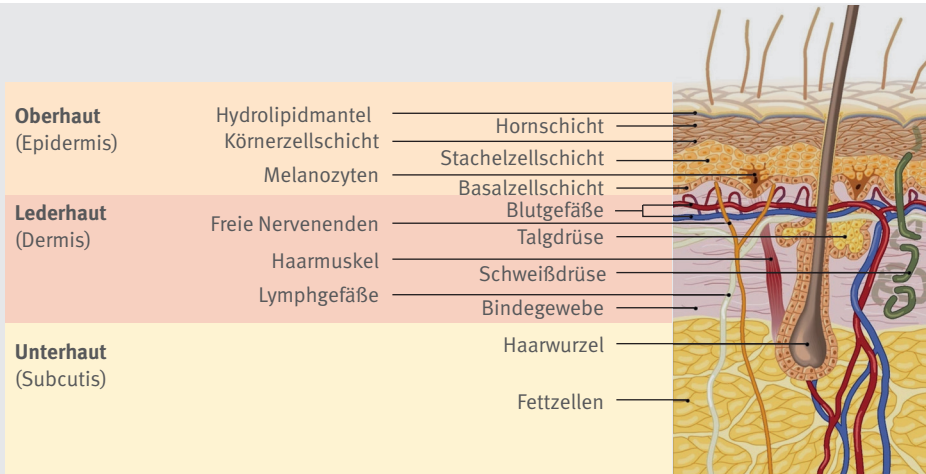 Oberhaut
(Epidermis)
Hydrolipidmantel
Hornschicht
Körnerzellschicht
Stachelzellschicht
Melanozyten
Basalzellschicht
Lederhaut
(Dermis)
Blutgefäße
Freie Nervenenden
Talgdrüse
Haarmuskel
Schweißdrüse
Lymphgefäße
Bindegewebe
Unterhaut
(Subcutis)
Haarwurzel
Fettzellen